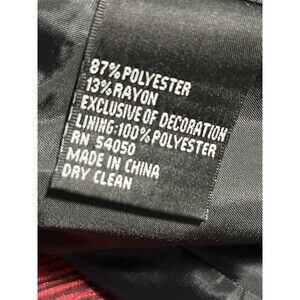 87% POLYESTER
13% RAYON
EXCLUSIVE OF DECORATION
LINING: 100% POLYESTER
RN 54050
MADE IN CHINA
DRY CLEAN